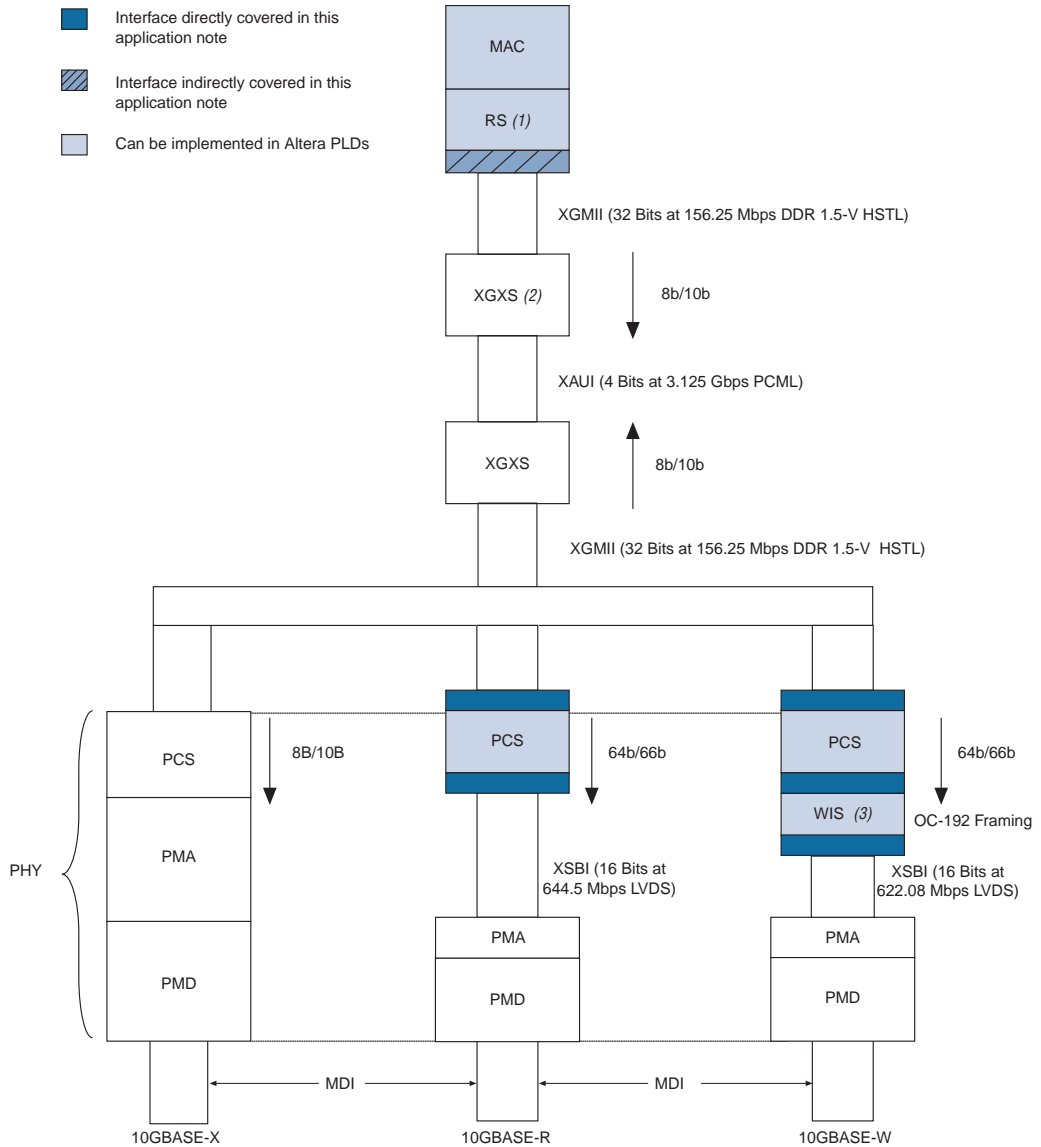 Interface directly covered in this
application note
Interface indirectly covered in this
application note
Can be implemented in Altera PLDs
MAC
RS (1)
XGMII (32 Bits at 156.25 Mbps DDR 1.5-V HSTL)
XGXS (2)
8b/10b
XAUI (4 Bits at 3.125 Gbps PCML)
XGXS
8b/10b
XGMII (32 Bits at 156.25 Mbps DDR 1.5-V HSTL)
PHY
PCS
8B/10B
PMA
PMD
PCS
64b/66b
XSBI (16 Bits at
644.5 Mbps LVDS)
PMA
PMD
PCS
64b/66b
WIS (3)
OC-192 Framing
XSBI (16 Bits at
622.08 Mbps LVDS)
PMA
PMD
MDI
MDI
10GBASE-X
10GBASE-R
10GBASE-W